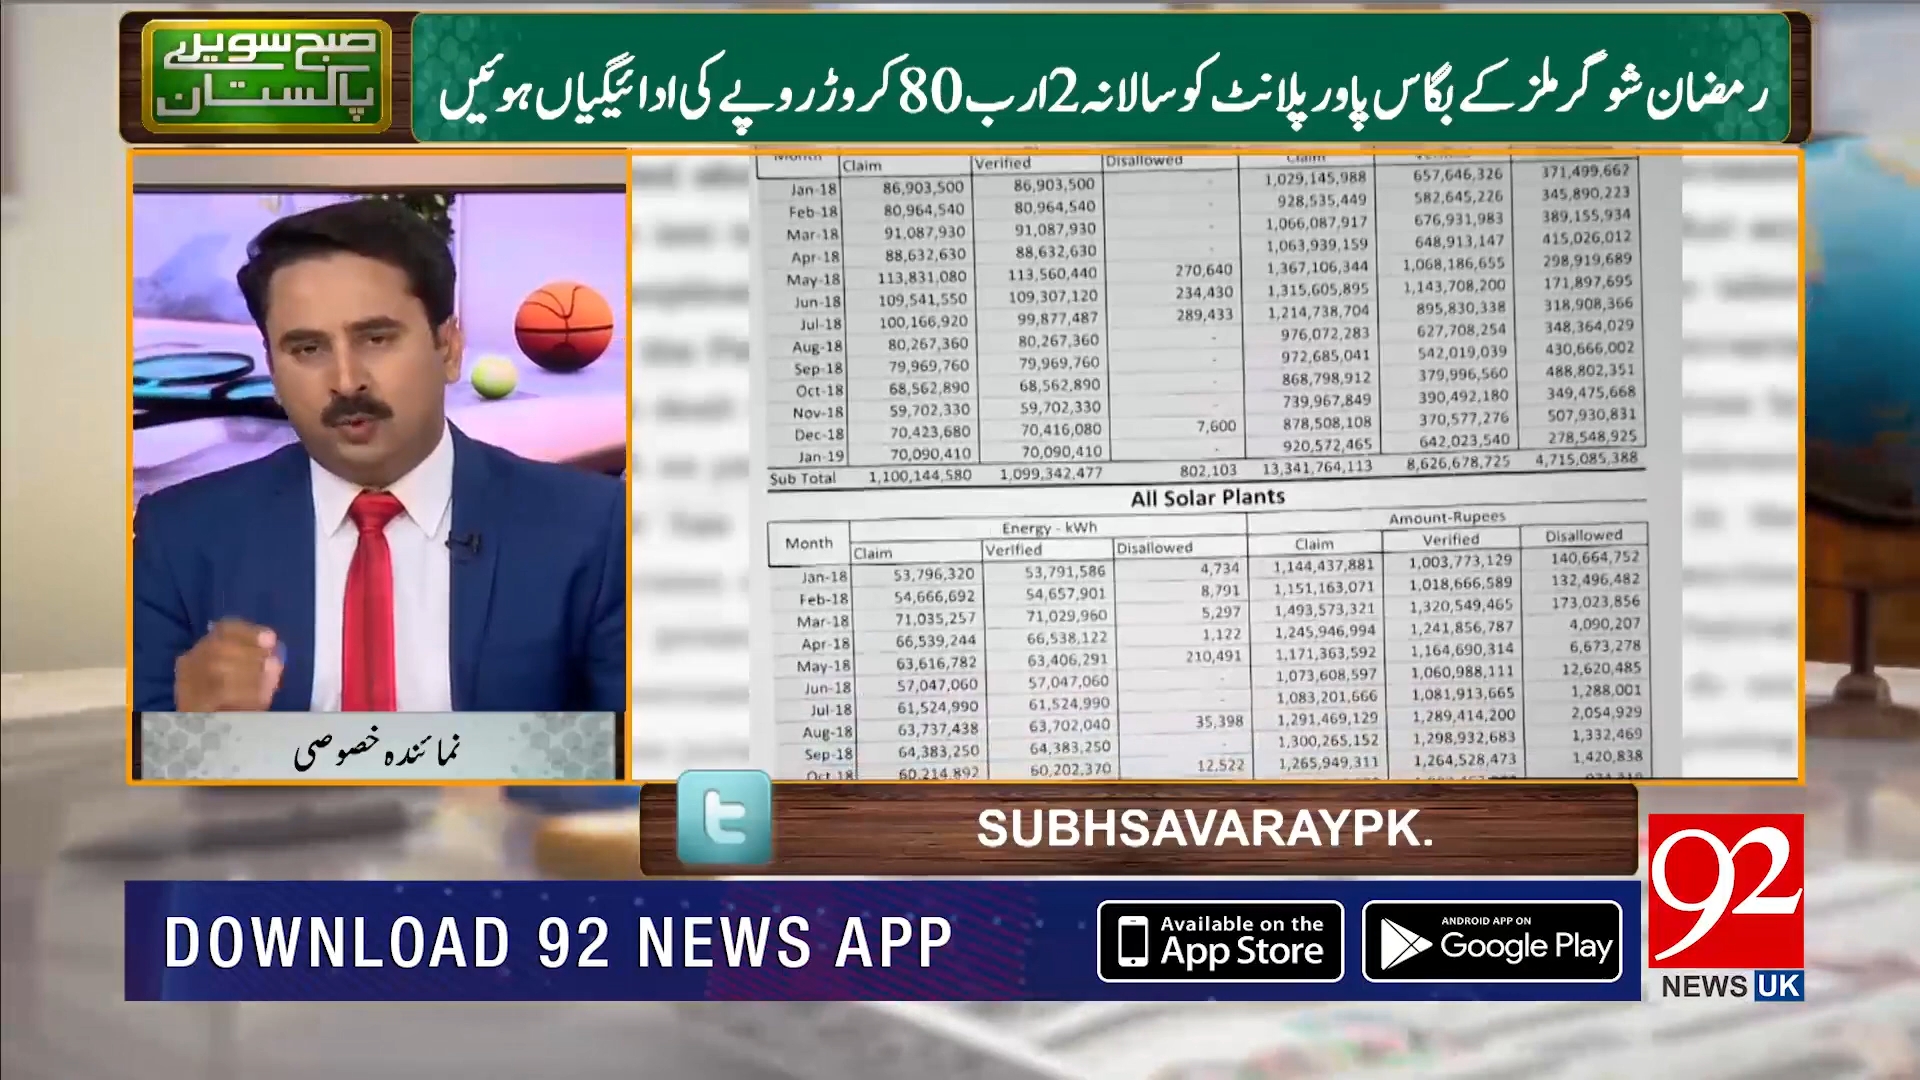 صبح سویرے
پاکستان
رمضان شوگر ملز کے بگاس پاور پلانٹ کو سالانہ 2 ارب 80 کروڑ روپے کی ادائیگیاں ہوئیں
Month Claim Verified Disallowed Claim
Jan-18 86,903,500 86,903,500 - 1,029,145,988 657,646,326 371,499,662
Feb-18 80,964,540 80,964,540 - 928,535,449 582,645,226 345,890,223
Mar-18 91,087,930 91,087,930 - 1,066,087,917 676,931,983 389,155,934
Apr-18 88,632,630 88,632,630 - 1,063,939,159 648,913,147 415,026,012
May-18 113,831,080 113,560,440 270,640 1,367,106,344 1,068,186,655 298,919,689
Jun-18 109,541,550 109,307,120 234,430 1,315,605,895 1,143,708,200 171,897,695
Jul-18 100,166,920 99,877,487 289,433 1,214,738,704 895,830,338 318,908,366
Aug-18 80,267,360 80,267,360 - 976,072,283 627,708,254 348,364,029
Sep-18 79,969,760 79,969,760 - 972,685,041 542,019,039 430,666,002
Oct-18 68,562,890 68,562,890 - 868,798,912 379,996,560 488,802,351
Nov-18 59,702,330 59,702,330 - 739,967,849 390,492,180 349,475,668
Dec-18 70,423,680 70,416,080 7,600 878,508,108 370,577,276 507,930,831
Jan-19 70,090,410 70,090,410 - 920,572,465 642,023,540 278,548,925
Sub Total 1,100,144,580 1,099,342,477 802,103 13,341,764,113 8,626,678,725 4,715,085,388
All Solar Plants
Month Energy - kWh Amount-Rupees
Claim Verified Disallowed Claim Verified Disallowed
Jan-18 53,796,320 53,791,586 4,734 1,144,437,881 1,003,773,129 140,664,752
Feb-18 54,666,692 54,657,901 8,791 1,151,163,071 1,018,666,589 132,496,482
Mar-18 71,035,257 71,029,960 5,297 1,493,573,321 1,320,549,465 173,023,856
Apr-18 66,539,244 66,538,122 1,122 1,245,946,994 1,241,856,787 4,090,207
May-18 63,616,782 63,406,291 210,491 1,171,363,592 1,164,690,314 6,673,278
Jun-18 57,047,060 57,047,060 - 1,073,608,597 1,060,988,111 12,620,485
Jul-18 61,524,990 61,524,990 - 1,083,201,666 1,081,913,665 1,288,001
Aug-18 63,737,438 63,702,040 35,398 1,291,469,129 1,289,414,200 2,054,929
Sep-18 64,383,250 64,383,250 - 1,300,265,152 1,298,932,683 1,332,469
Oct 18 60,214,892 60,202,370 12,522 1,265,949,311 1,264,528,473 1,420,838
نمائندہ خصوصی
SUBHSAVARAYPK.
DOWNLOAD 92 NEWS APP
Available on the
App Store
ANDROID APP ON
Google Play
92
NEWS UK